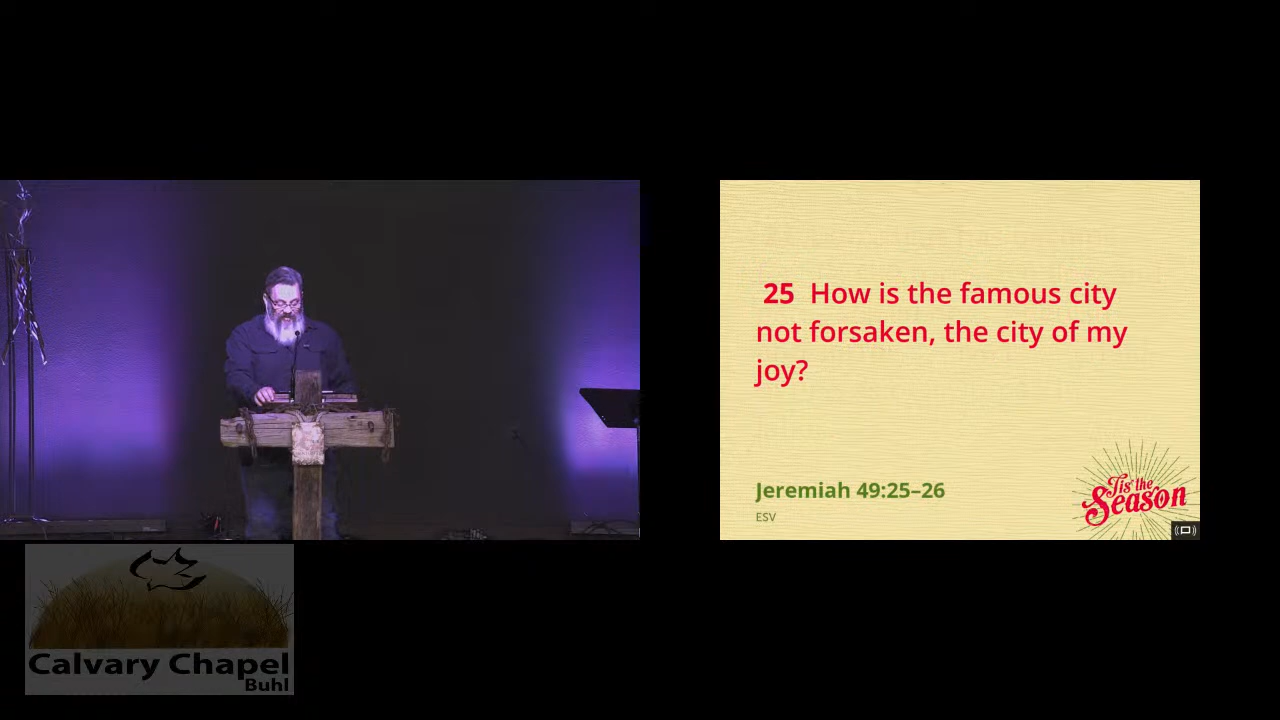 25 How is the famous city
not forsaken, the city of my
joy?
Jeremiah 49:25–26
ESV
'Tis the
Season
Calvary Chapel
Buhl